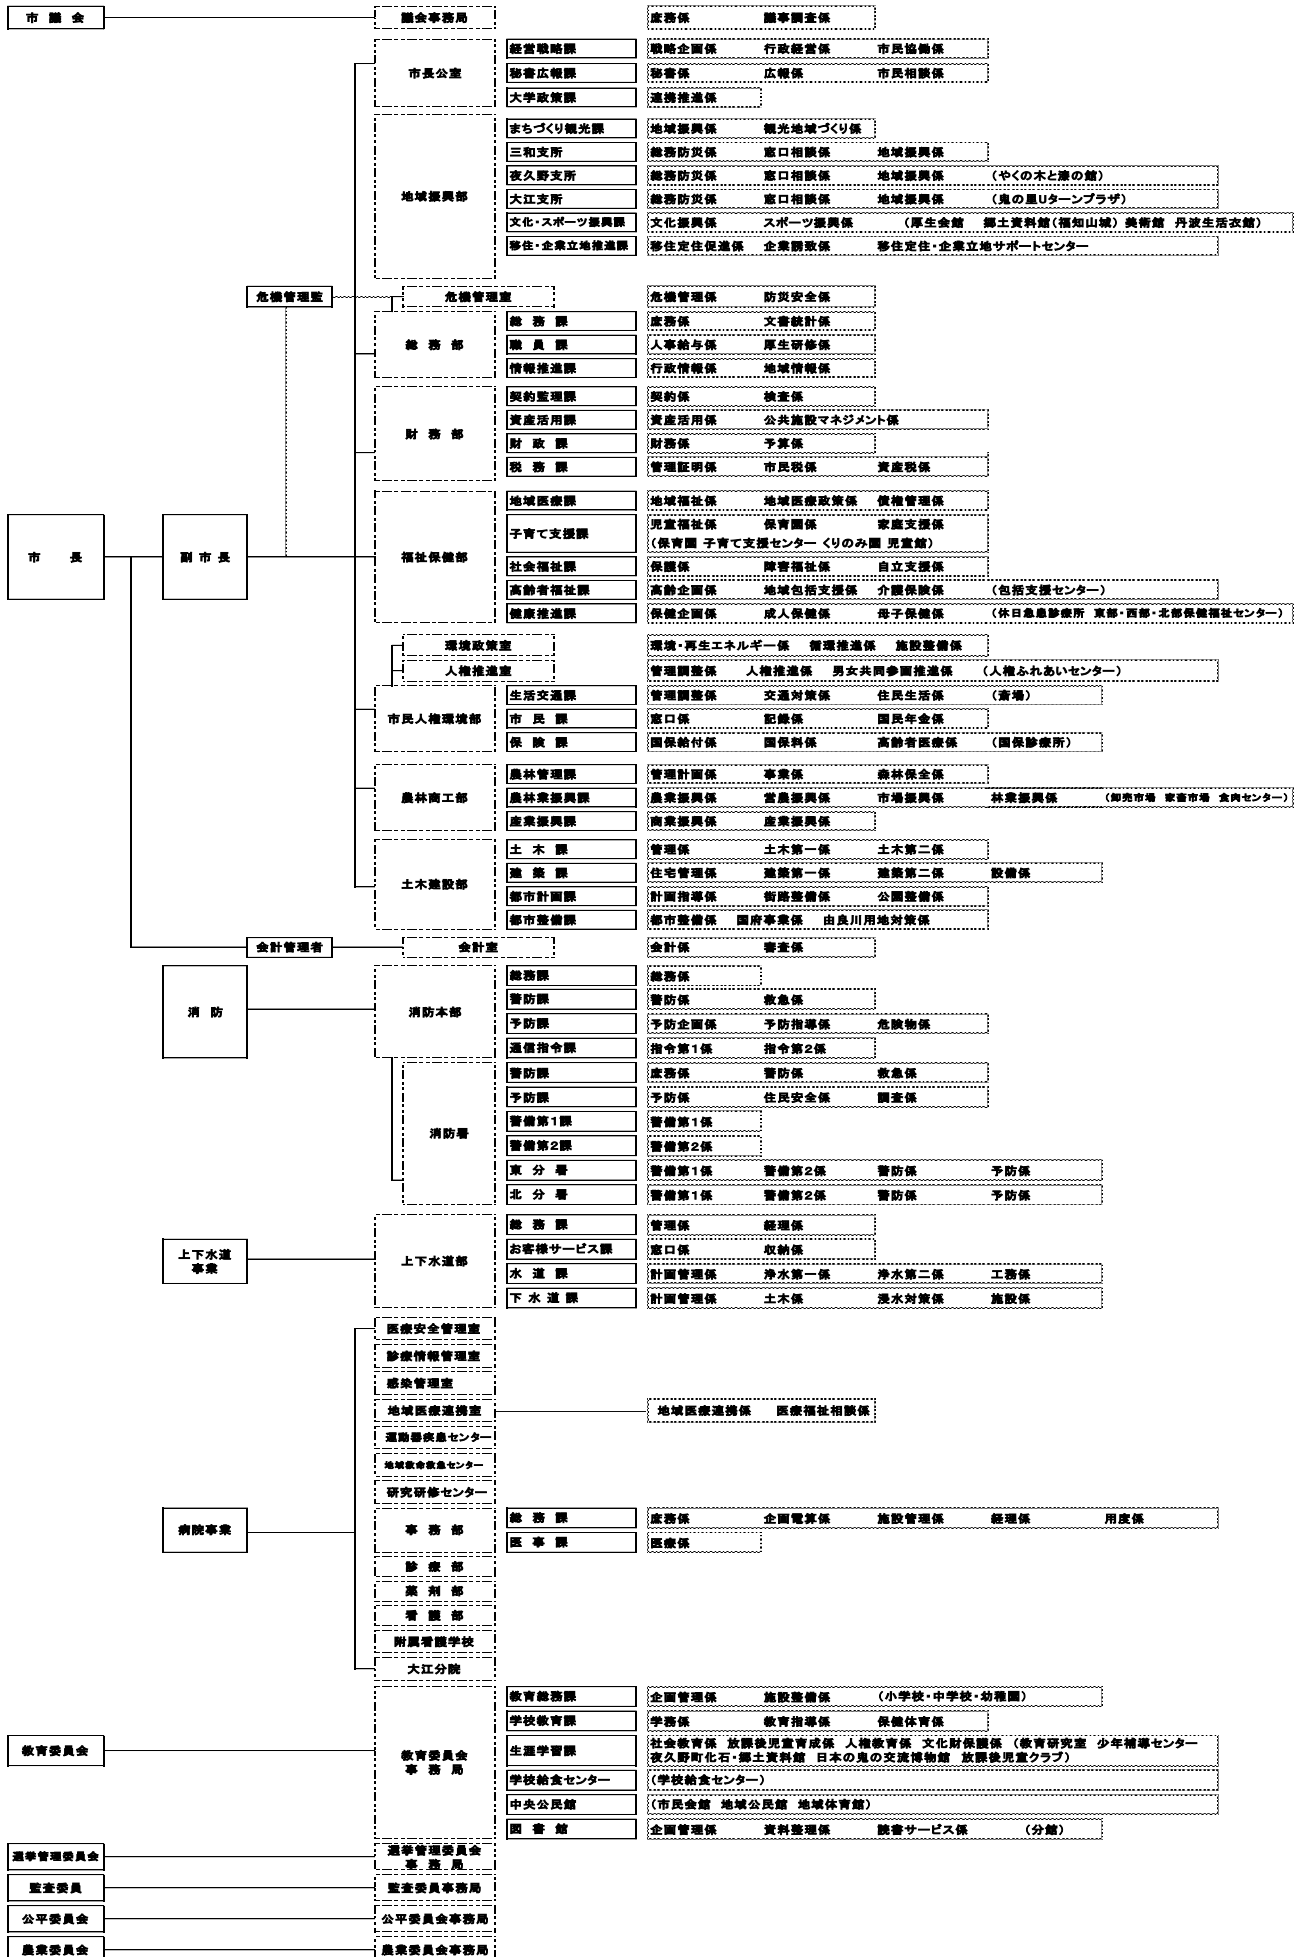 市議会 議会事務局 庶務係 議事調査係
市長公室 経営戦略課 戦略企画係 行政経営係 市民協働係
秘書広報課 秘書係 広報係 市民相談係
大学政策課 連携推進係
地域振興部 まちづくり観光課 地域振興係 観光地域づくり係
三和支所 総務防災係 窓口相談係 地域振興係
夜久野支所 総務防災係 窓口相談係 地域振興係 (やくの木と漆の館)
大江支所 総務防災係 窓口相談係 地域振興係 (鬼の里Uターンプラザ)
文化・スポーツ振興課 文化振興係 スポーツ振興係 (厚生会館 郷土資料館(福知山城) 美術館 丹波生活衣館)
移住・企業立地推進課 移住定住促進係 企業誘致係 移住定住・企業立地サポートセンター
危機管理監 危機管理室 危機管理係 防災安全係
総務部 総務課 庶務係 文書統計係
職員課 人事給与係 厚生研修係
情報推進課 行政情報係 地域情報係
財務部 契約監理課 契約係 検査係
資産活用課 資産活用係 公共施設マネジメント係
財政課 財務係 予算係
税務課 管理証明係 市民税係 資産税係
市長 副市長 福祉保健部 地域医療課 地域福祉係 地域医療政策係 債権管理係
子育て支援課 児童福祉係 保育園係 家庭支援係
(保育園 子育て支援センター くりのみ園 児童館)
社会福祉課 保護係 障害福祉係 自立支援係
高齢者福祉課 高齢企画係 地域包括支援係 介護保険係 (包括支援センター)
健康推進課 保健企画係 成人保健係 母子保健係 (休日急患診療所 東部・西部・北部保健福祉センター)
環境政策室 環境・再生エネルギー係 循環推進係 施設整備係
人権推進室 管理調整係 人権推進係 男女共同参画推進係 (人権ふれあいセンター)
市民人権環境部 生活交通課 管理調整係 交通対策係 住民生活係 (斎場)
市民課 窓口係 記録係 国民年金係
保険課 国保給付係 国保料係 高齢者医療係 (国保診療所)
農林商工部 農林管理課 管理計画係 事業係 森林保全係
農林業振興課 農業振興係 営農振興係 市場振興係 林業振興係 (卸売市場 家畜市場 食肉センター)
産業振興課 商業振興係 産業振興係
土木建設部 土木課 管理係 土木第一係 土木第二係
建築課 住宅管理係 建築第一係 建築第二係 設備係
都市計画課 計画指導係 街路整備係 公園整備係
都市整備課 都市整備係 国府事業係 由良川用地対策係
会計管理者 会計室 会計係 審査係
消防 消防本部 総務課 総務係
警防課 警防係 救急係
予防課 予防企画係 予防指導係 危険物係
通信指令課 指令第1係 指令第2係
消防署 警防課 庶務係 警防係 救急係
予防課 予防係 住民安全係 調査係
警備第1課 警備第1係
警備第2課 警備第2係
東分署 警備第1係 警備第2係 警防係 予防係
北分署 警備第1係 警備第2係 警防係 予防係
上下水道事業 上下水道部 総務課 管理係 経理係
お客様サービス課 窓口係 収納係
水道課 計画管理係 浄水第一係 浄水第二係 工務係
下水道課 計画管理係 土木係 浸水対策係 施設係
病院事業 医療安全管理室
診療情報管理室
感染管理室
地域医療連携室 地域医療連携係 医療福祉相談係
運動器疾患センター
地域救命救急センター
研究研修センター
事務部 総務課 庶務係 企画電算係 施設管理係 経理係 用度係
医事課 医療係
診療部
薬剤部
看護部
附属看護学校
大江分院
教育委員会 教育委員会事務局 教育総務課 企画管理係 施設整備係 (小学校・中学校・幼稚園)
学校教育課 学務係 教育指導係 保健体育係
生涯学習課 社会教育係 放課後児童育成係 人権教育係 文化財保護係 (教育研究室 少年補導センター
夜久野町化石・郷土資料館 日本の鬼の交流博物館 放課後児童クラブ)
学校給食センター (学校給食センター)
中央公民館 (市民会館 地域公民館 地域体育館)
図書館 企画管理係 資料整理係 読書サービス係 (分館)
選挙管理委員会 選挙管理委員会事務局
監査委員 監査委員事務局
公平委員会 公平委員会事務局
農業委員会 農業委員会事務局